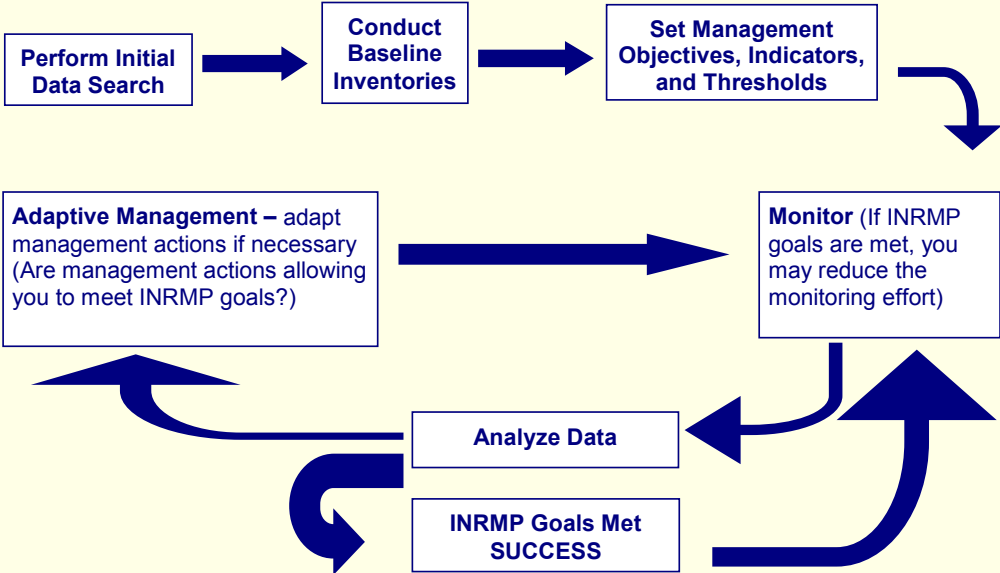 Perform Initial
Data Search
Conduct
Baseline
Inventories
Set Management
Objectives, Indicators,
and Thresholds
Adaptive Management – adapt
management actions if necessary
(Are management actions allowing
you to meet INRMP goals?)
Monitor (If INRMP
goals are met, you
may reduce the
monitoring effort)
Analyze Data
INRMP Goals Met
SUCCESS